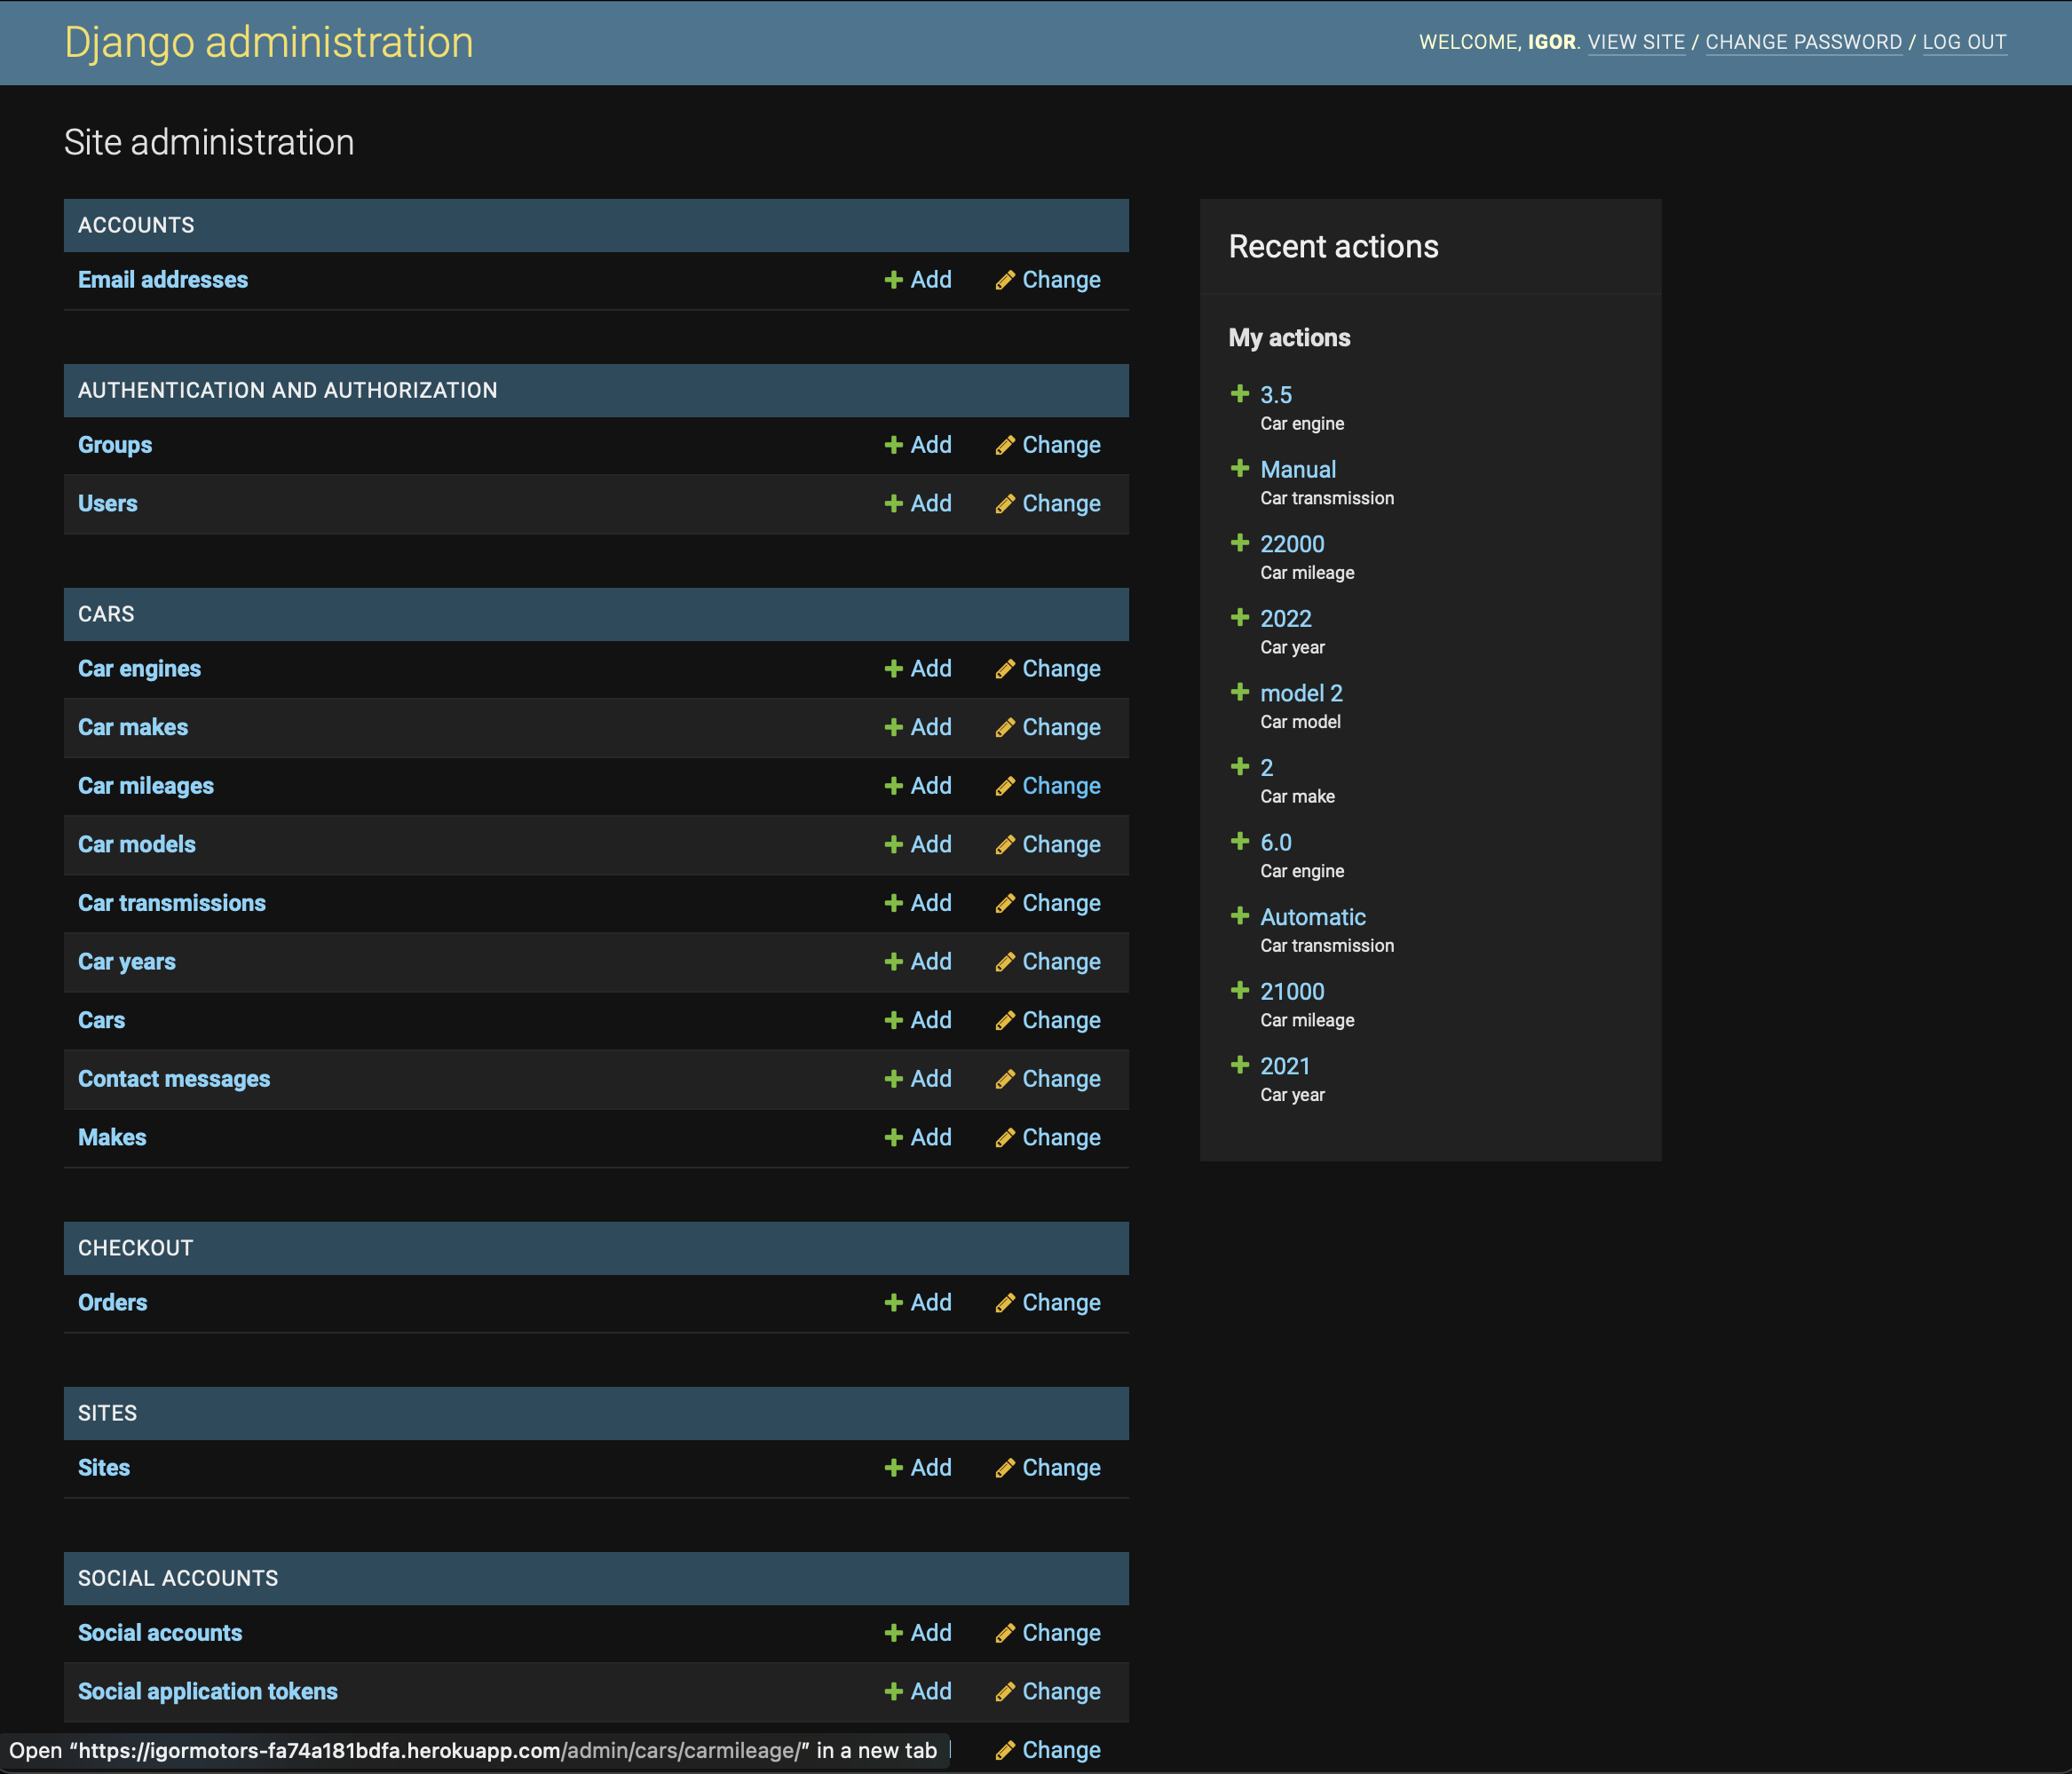 Django administration
WELCOME, IGOR. VIEW SITE / CHANGE PASSWORD / LOG OUT
Site administration
ACCOUNTS
Email addresses Add Change
AUTHENTICATION AND AUTHORIZATION
Groups Add Change
Users Add Change
CARS
Car engines Add Change
Car makes Add Change
Car mileages Add Change
Car models Add Change
Car transmissions Add Change
Car years Add Change
Cars Add Change
Contact messages Add Change
Makes Add Change
CHECKOUT
Orders Add Change
SITES
Sites Add Change
SOCIAL ACCOUNTS
Social accounts Add Change
Social application tokens Add Change
Change
Open “https://igormotors-fa74a181bdfa.herokuapp.com/admin/cars/carmileage/” in a new tab
Recent actions
My actions
3.5
Car engine
Manual
Car transmission
22000
Car mileage
2022
Car year
model 2
Car model
2
Car make
6.0
Car engine
Automatic
Car transmission
21000
Car mileage
2021
Car year